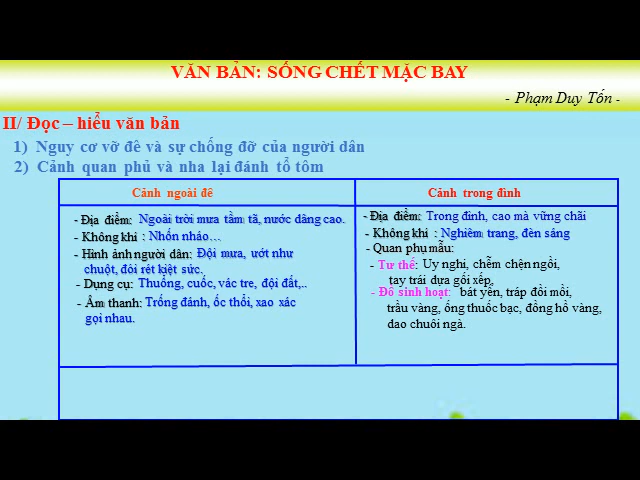 VĂN BẢN: SỐNG CHẾT MẶC BAY
- Phạm Duy Tốn -
II/ Đọc – hiểu văn bản
1) Nguy cơ vỡ đê và sự chống đỡ của người dân
2) Cảnh quan phủ và nha lại đánh tổ tôm
Cảnh ngoài đê
- Địa điểm: Ngoài trời mưa tầm tã, nước dâng cao.
- Không khí : Nhốn nháo…
- Hình ảnh người dân: Đội mưa, ướt như
chuột, đói rét kiệt sức.
- Dụng cụ: Thuổng, cuốc, vác tre, đội đất,..
- Âm thanh: Trống đánh, ốc thổi, xao xác
gọi nhau.
Cảnh trong đình
- Địa điểm: Trong đình, cao mà vững chãi
- Không khí : Nghiêm trang, đèn sáng
- Quan phụ mẫu:
- Tư thế: Uy nghi, chễm chện ngồi,
tay trái dựa gối xếp,
- Đồ sinh hoạt: bát yến, tráp đồi mồi,
trầu vàng, ống thuốc bạc, đồng hồ vàng,
dao chuôi ngà.